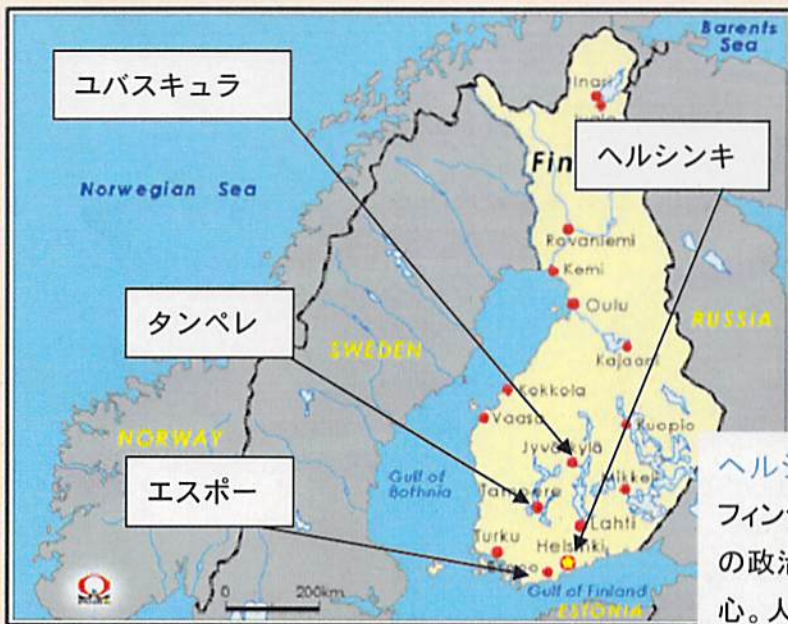 Barents
Sea
ユバスキュラ
Inari
ヘルシンキ
Fin
Norwegian Sea
Rovaniemi
Kemi
タンペレ
Oulu
RUSSIA
SWEDEN
Kajaani
Kokkola
Vaasa
Kuopio
NORWAY
Jyväskylä
エスポー
Gulf of
Bothnia
Tampere
Mikkeli
Lahti
Turku
Helsinki
Espoo
0 200km
Gulf of Finland
ESTONIA
ヘルシ
フィン
の政治
心。人